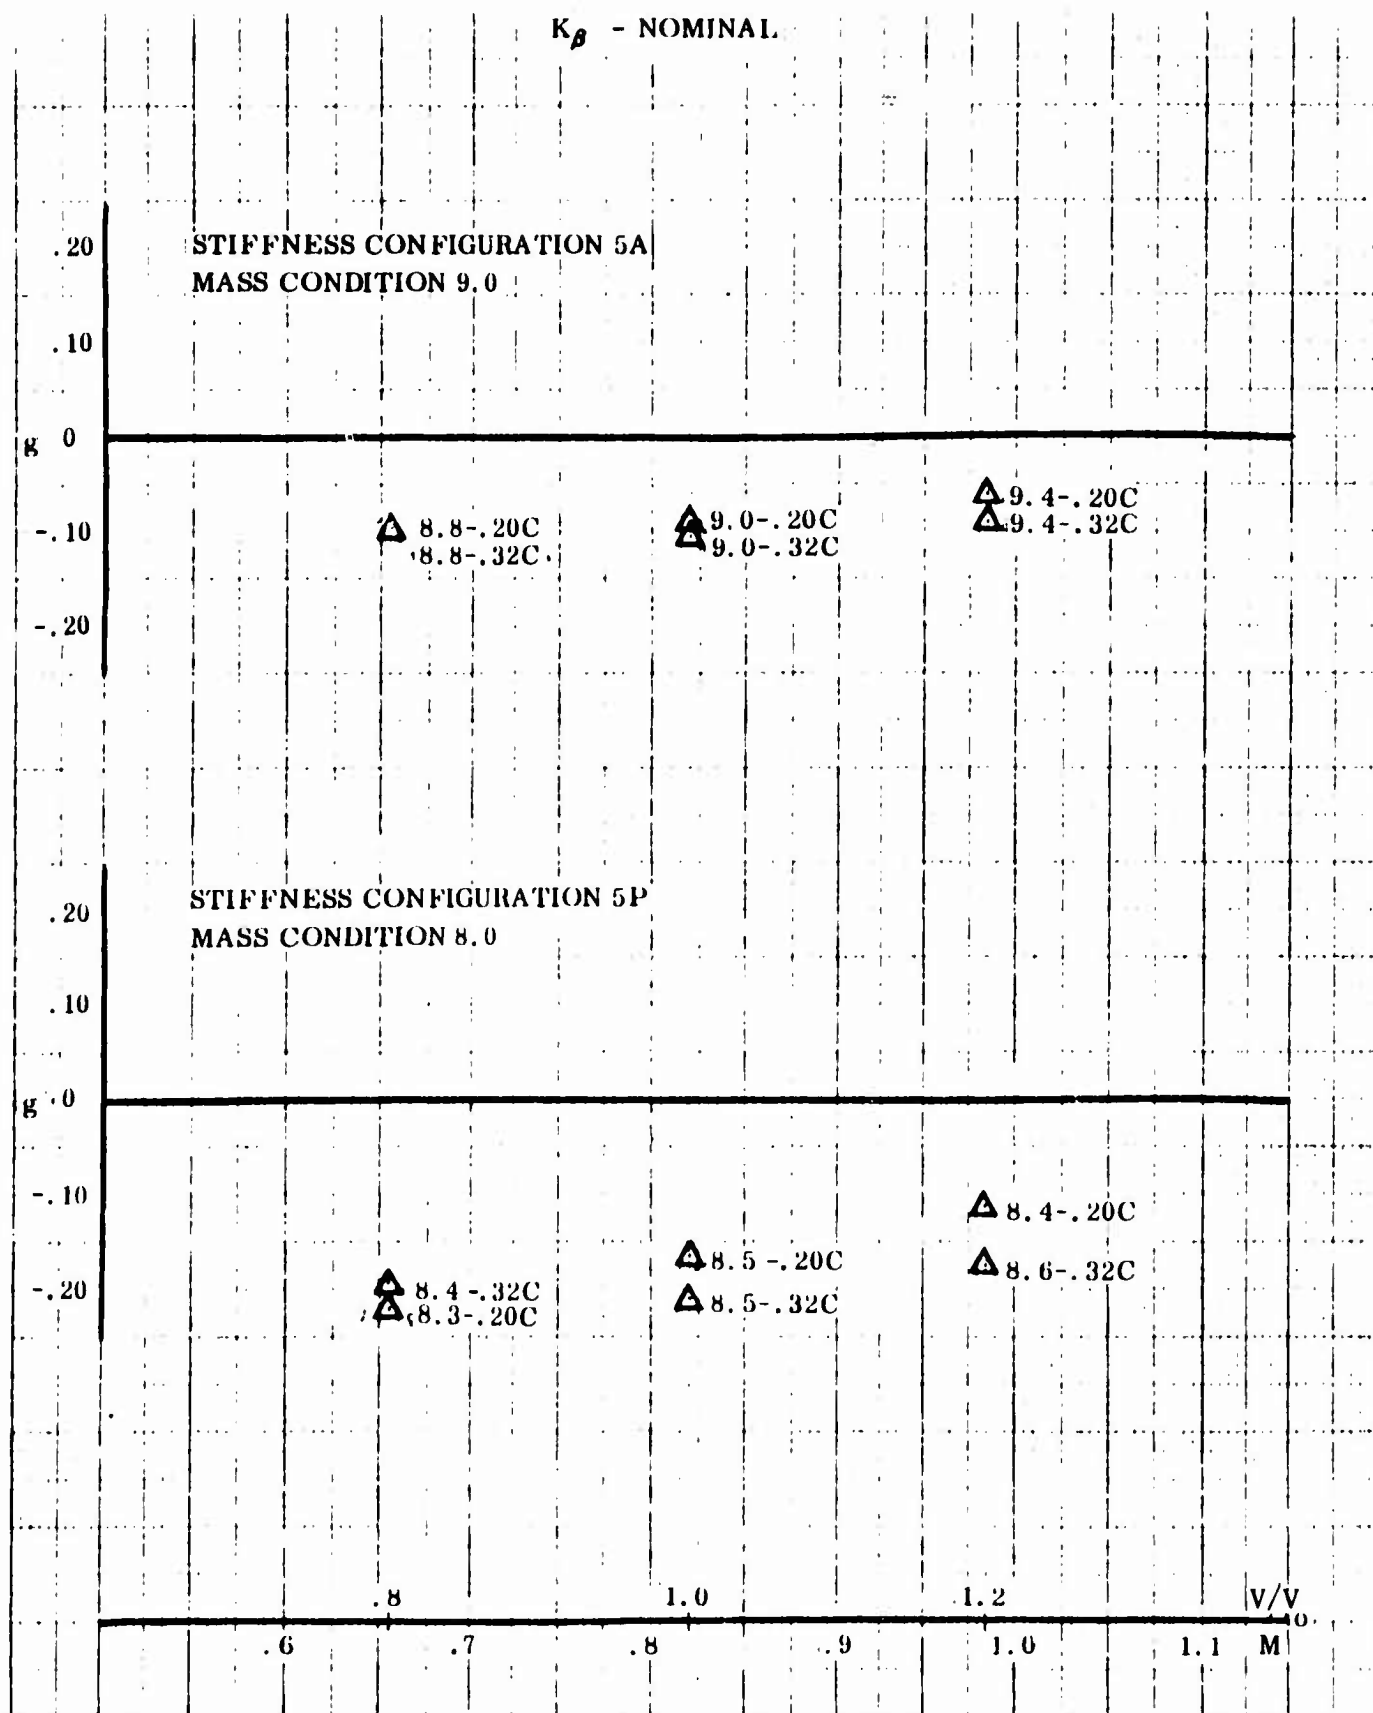 Kβ - NOMINAL
.20
STIFFNESS CONFIGURATION 5A
MASS CONDITION 9.0
.10
g 0
9.4-.20C
-.10 8.8-.20C 9.0-.20C 9.4-.32C
8.8-.32C 9.0-.32C
-.20
.20
STIFFNESS CONFIGURATION 5P
MASS CONDITION 8.0
.10
g 0
-.10
8.4-.20C
8.5-.20C 8.6-.32C
-.20 8.4-.32C 8.5-.32C
8.3-.20C
.8 1.0 1.2 V/V0
.6 .7 .8 .9 1.0 1.1 M